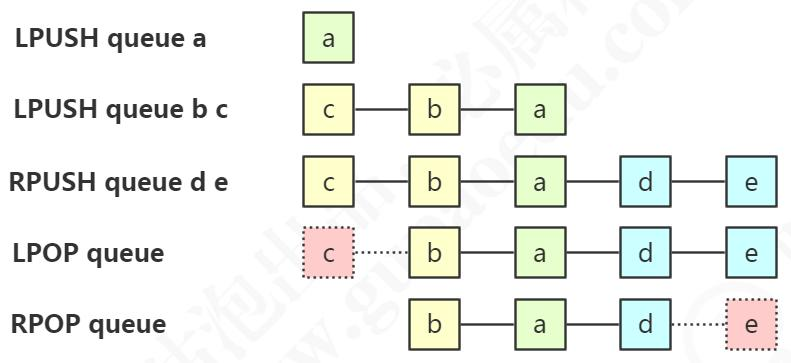 LPUSH queue a a
LPUSH queue b c c b a
RPUSH queue d e c b a d e
LPOP queue c b a d e
RPOP queue b a d e